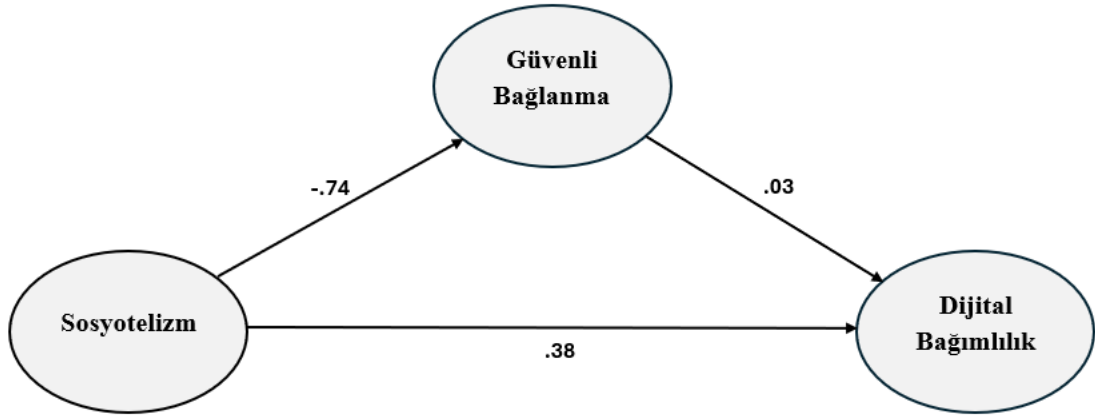 Güvenli
Bağlanma
-.74
.03
Sosyotelizm
Dijital
Bağımlılık
.38